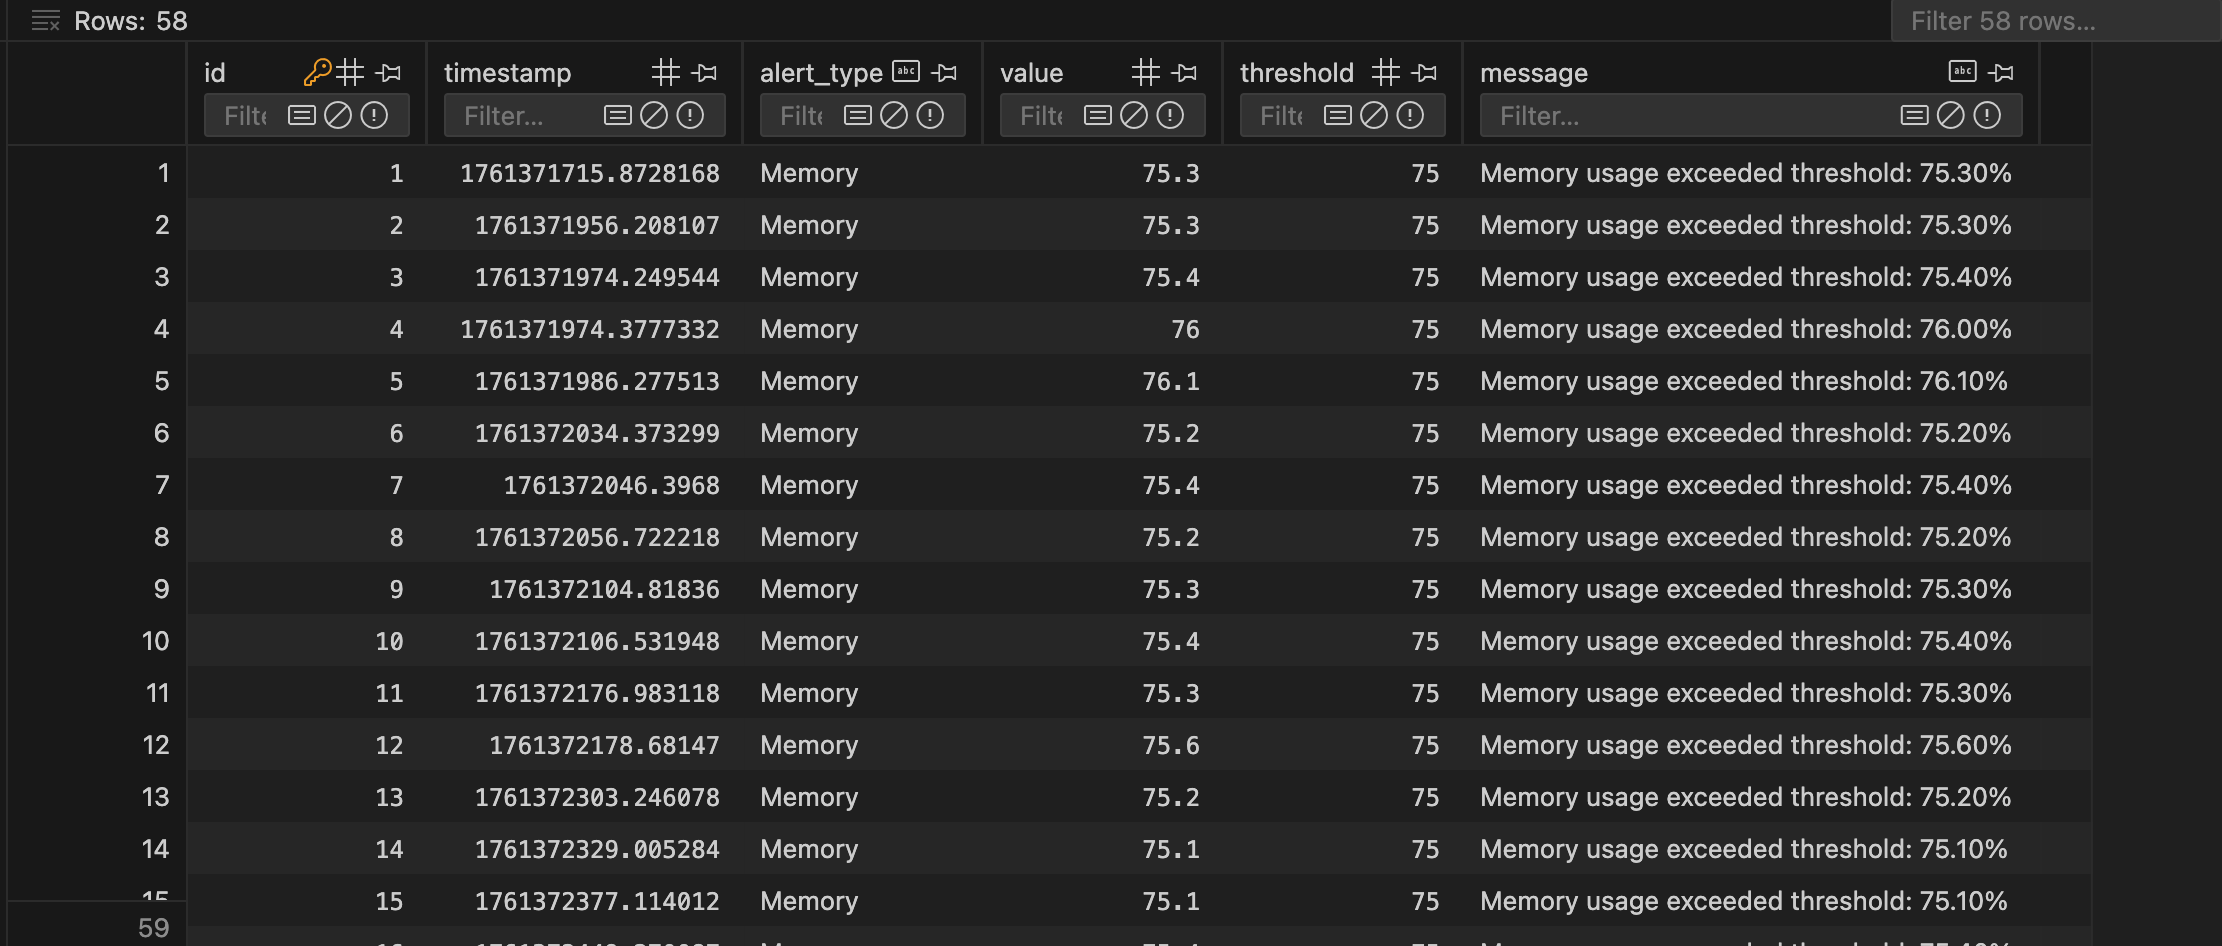 Rows: 58 Filter 58 rows...
id timestamp alert_type abc value threshold message abc
Filte Filter... Filte Filte Filte Filter...
1 1 1761371715.8728168 Memory 75.3 75 Memory usage exceeded threshold: 75.30%
2 2 1761371956.208107 Memory 75.3 75 Memory usage exceeded threshold: 75.30%
3 3 1761371974.249544 Memory 75.4 75 Memory usage exceeded threshold: 75.40%
4 4 1761371974.3777332 Memory 76 75 Memory usage exceeded threshold: 76.00%
5 5 1761371986.277513 Memory 76.1 75 Memory usage exceeded threshold: 76.10%
6 6 1761372034.373299 Memory 75.2 75 Memory usage exceeded threshold: 75.20%
7 7 1761372046.3968 Memory 75.4 75 Memory usage exceeded threshold: 75.40%
8 8 1761372056.722218 Memory 75.2 75 Memory usage exceeded threshold: 75.20%
9 9 1761372104.81836 Memory 75.3 75 Memory usage exceeded threshold: 75.30%
10 10 1761372106.531948 Memory 75.4 75 Memory usage exceeded threshold: 75.40%
11 11 1761372176.983118 Memory 75.3 75 Memory usage exceeded threshold: 75.30%
12 12 1761372178.68147 Memory 75.6 75 Memory usage exceeded threshold: 75.60%
13 13 1761372303.246078 Memory 75.2 75 Memory usage exceeded threshold: 75.20%
14 14 1761372329.005284 Memory 75.1 75 Memory usage exceeded threshold: 75.10%
15 15 1761372377.114012 Memory 75.1 75 Memory usage exceeded threshold: 75.10%
59